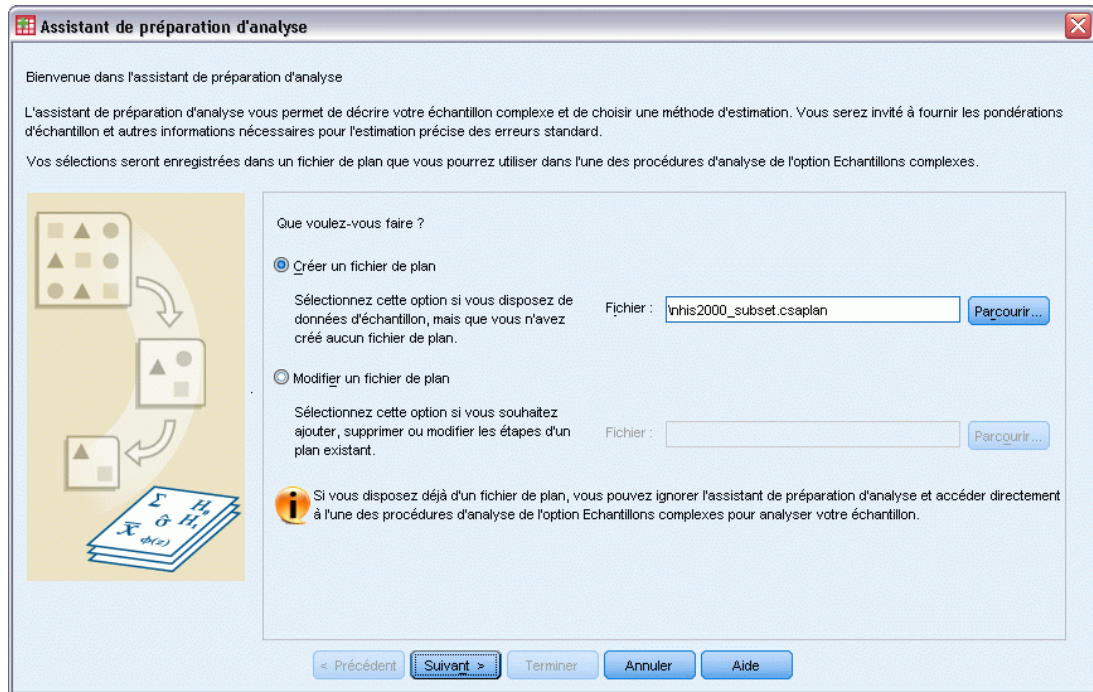 Assistant de préparation d'analyse
Bienvenue dans l'assistant de préparation d'analyse
L'assistant de préparation d'analyse vous permet de décrire votre échantillon complexe et de choisir une méthode d'estimation. Vous serez invité à fournir les pondérations
d'échantillon et autres informations nécessaires pour l'estimation précise des erreurs standard.
Vos sélections seront enregistrées dans un fichier de plan que vous pourrez utiliser dans l'une des procédures d'analyse de l'option Echantillons complexes.
Que voulez-vous faire ?
Créer un fichier de plan
Sélectionnez cette option si vous disposez de
données d'échantillon, mais que vous n'avez
créé aucun fichier de plan.
Fichier : \nhis2000_subset.csaplan Parcourir...
Modifier un fichier de plan
Sélectionnez cette option si vous souhaitez
ajouter, supprimer ou modifier les étapes d'un
plan existant.
Fichier : Parcourir...
Si vous disposez déjà d'un fichier de plan, vous pouvez ignorer l'assistant de préparation d'analyse et accéder directement
à l'une des procédures d'analyse de l'option Echantillons complexes pour analyser votre échantillon.
Σ H₀
σ̂ H₁
x̄ φ(z)
< Précédent Suivant > Terminer Annuler Aide